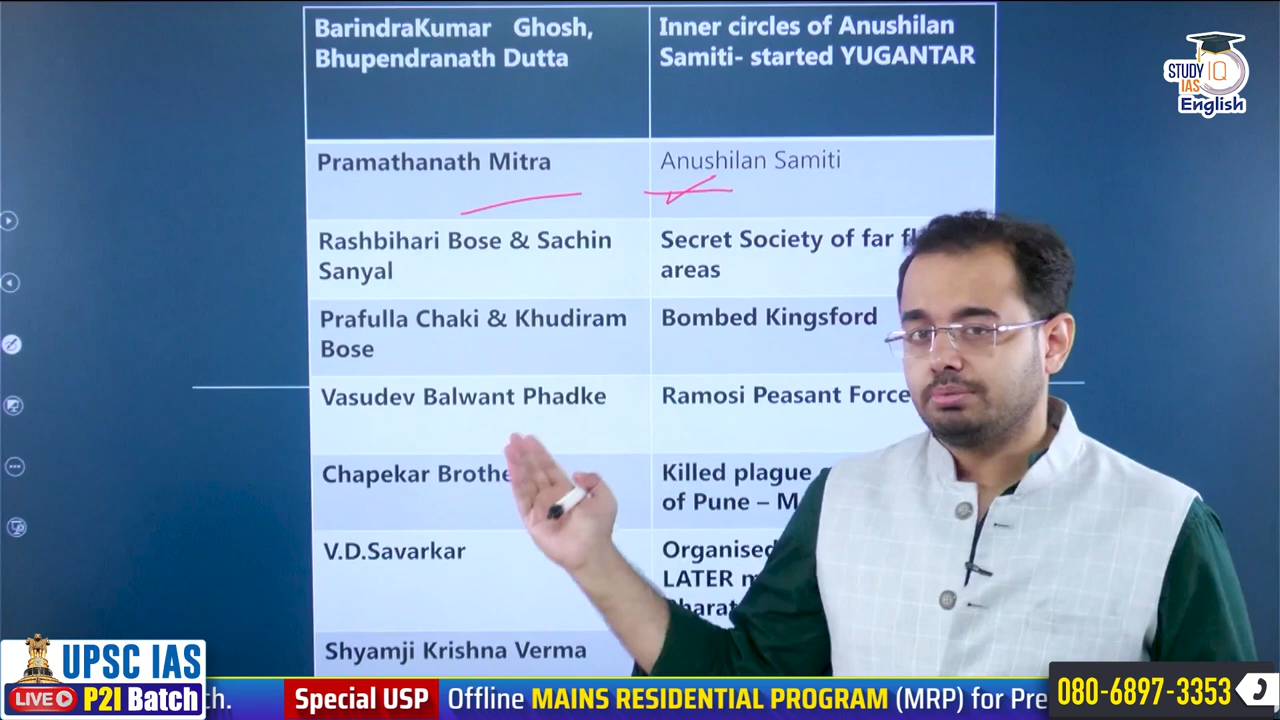 BarindraKumar Ghosh,
Bhupendranath Dutta
Inner circles of Anushilan
Samiti- started YUGANTAR
STUDY IQ
IAS
English
Pramathanath Mitra
Anushilan Samiti
Rashbihari Bose & Sachin
Sanyal
Secret Society of far
areas
Prafulla Chaki & Khudiram
Bose
Bombed Kingsford
Vasudev Balwant Phadke
Ramosi Peasant Force
Chapekar
Killed plague
of Pune –
V.D.Savarkar
Organised
LATER
Shyamji Krishna Verma
UPSC IAS
LIVE P2I Batch
Special USP Offline MAINS RESIDENTIAL PROGRAM (MRP) for
080-6897-3353